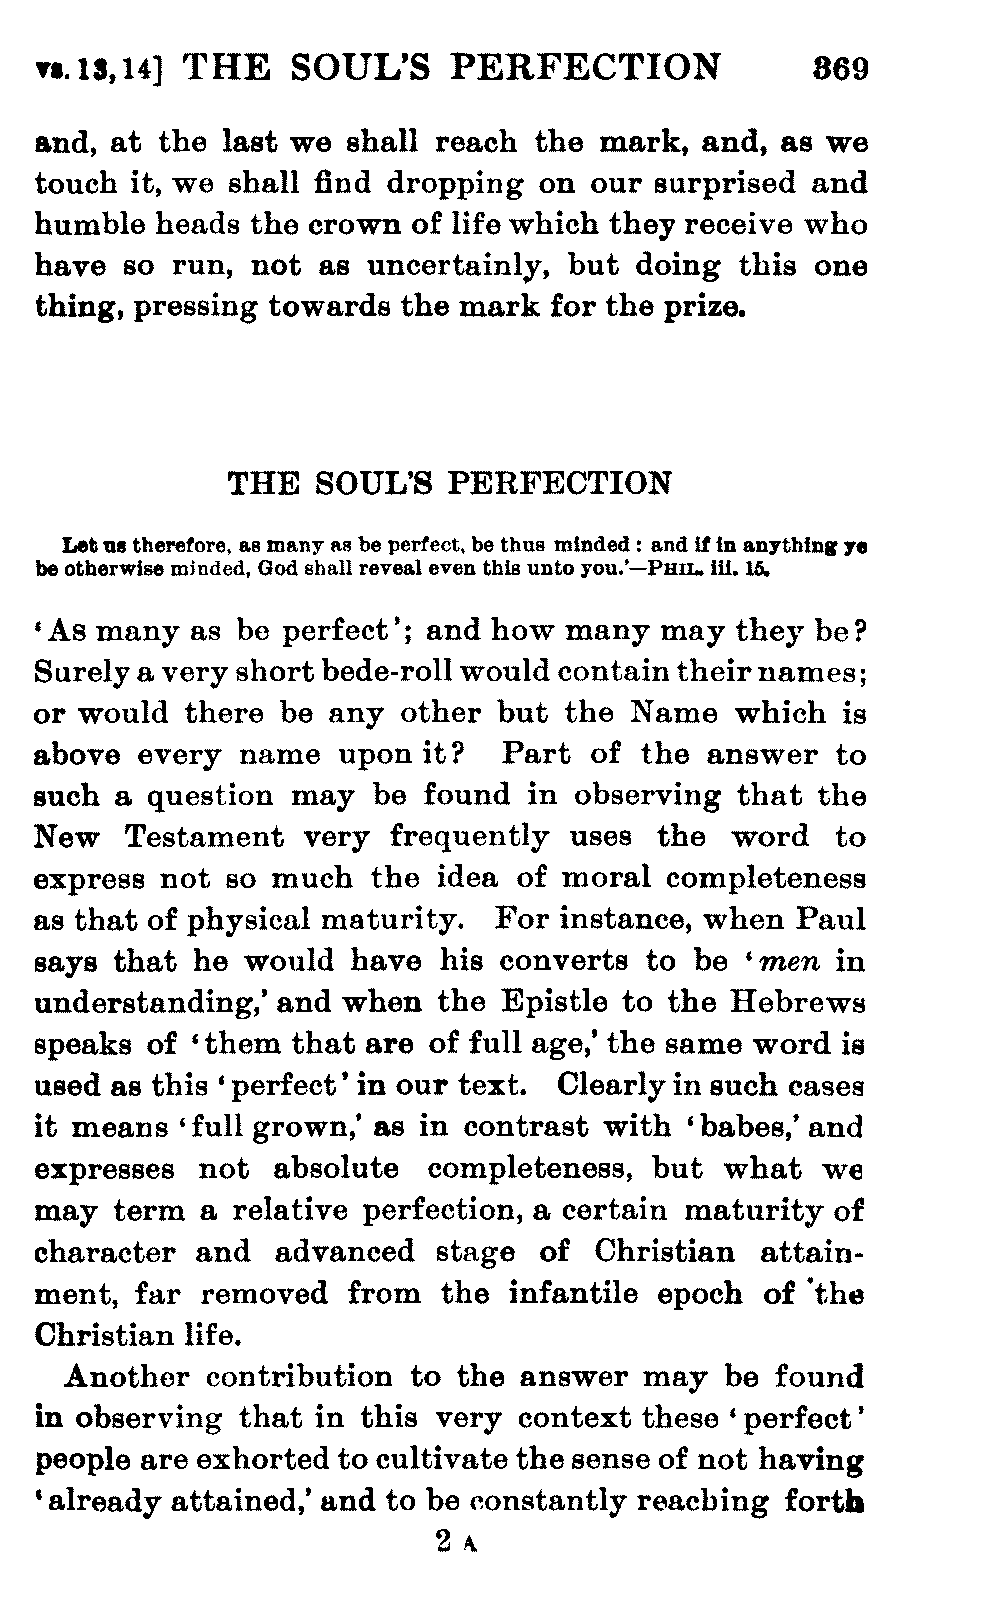 vs. 13, 14] THE SOUL'S PERFECTION 369
and, at the last we shall reach the mark, and, as we
touch it, we shall find dropping on our surprised and
humble heads the crown of life which they receive who
have so run, not as uncertainly, but doing this one
thing, pressing towards the mark for the prize.
THE SOUL'S PERFECTION
Let us therefore, as many as be perfect, be thus minded : and if in anything ye
be otherwise minded, God shall reveal even this unto you.'—PHIL. iii. 15.
‘As many as be perfect’; and how many may they be?
Surely a very short bede-roll would contain their names;
or would there be any other but the Name which is
above every name upon it? Part of the answer to
such a question may be found in observing that the
New Testament very frequently uses the word to
express not so much the idea of moral completeness
as that of physical maturity. For instance, when Paul
says that he would have his converts to be ‘men in
understanding,’ and when the Epistle to the Hebrews
speaks of ‘them that are of full age,’ the same word is
used as this ‘perfect’ in our text. Clearly in such cases
it means ‘full grown,’ as in contrast with ‘babes,’ and
expresses not absolute completeness, but what we
may term a relative perfection, a certain maturity of
character and advanced stage of Christian attain-
ment, far removed from the infantile epoch of the
Christian life.
Another contribution to the answer may be found
in observing that in this very context these ‘perfect’
people are exhorted to cultivate the sense of not having
‘already attained,’ and to be constantly reaching forth
2 A